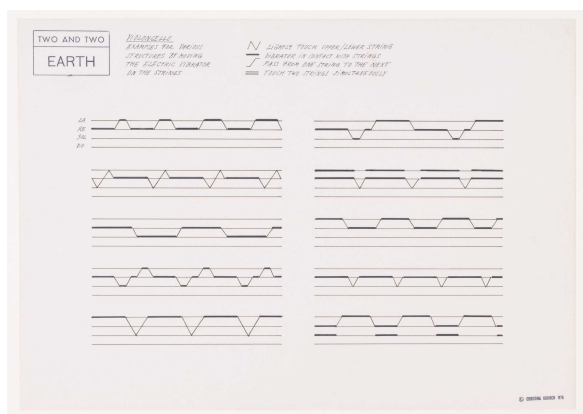 TWO AND TWO
EARTH
VIOLONCELLO
EXAMPLES FOR VARIOUS
STRUCTURES BY MOVING
THE ELECTRIC VIBRATOR
ON THE STRINGS
LIGHTLY TOUCH UPPER/LOWER STRING
VIBRATOR IN CONTACT WITH STRINGS
PASS FROM ONE STRING TO THE NEXT
TOUCH TWO STRINGS SIMULTANEOUSLY
LA
RE
SOL
DO
©